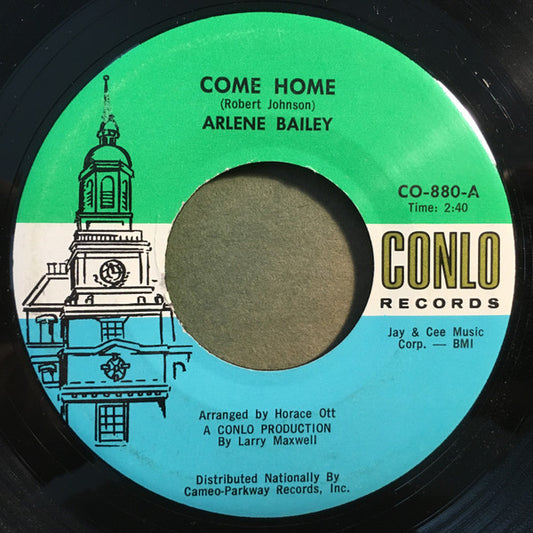 COME HOME
(Robert Johnson)
ARLENE BAILEY
CO-880-A
Time: 2:40
CONLO
RECORDS
Jay & Cee Music
Corp. — BMI
Arranged by Horace Ott
A CONLO PRODUCTION
By Larry Maxwell
Distributed Nationally By
Cameo-Parkway Records, Inc.